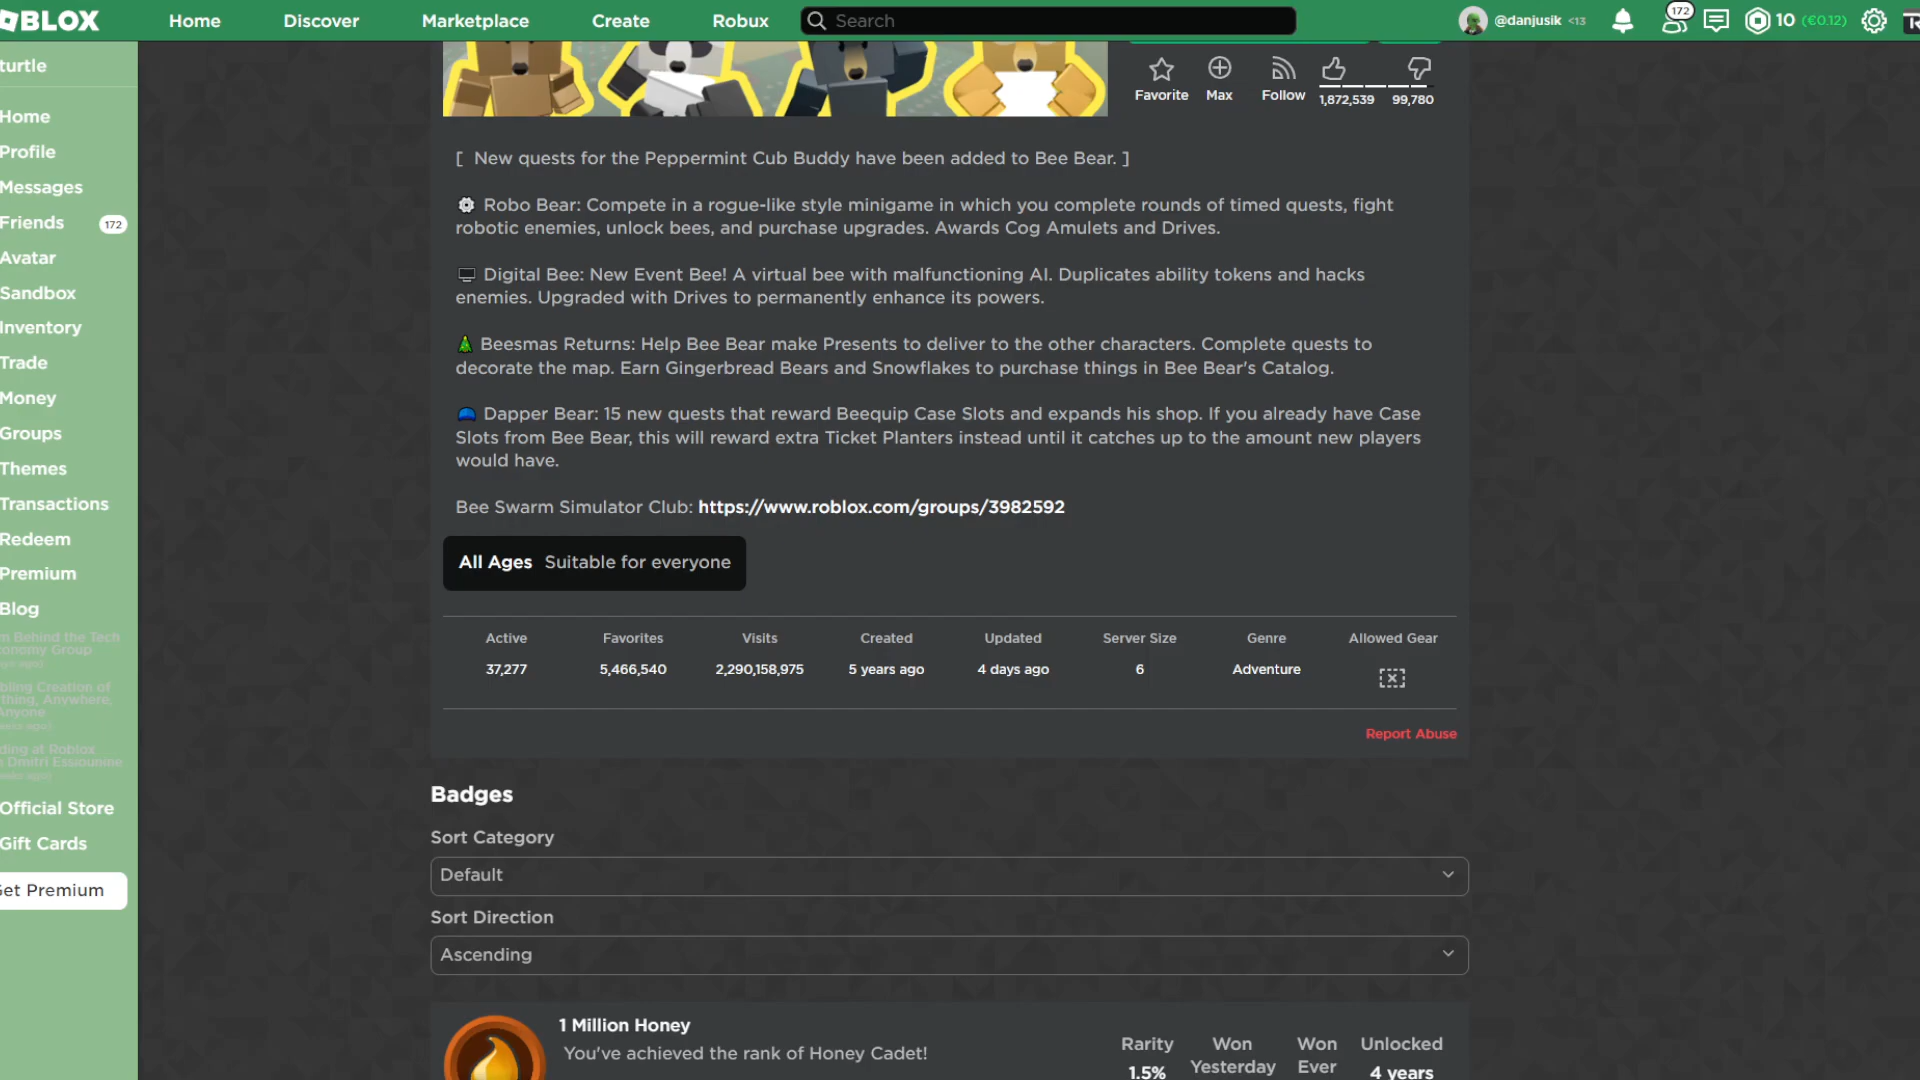 BLOX Home Discover Marketplace Create Robux Search @danjusik <13 172 10 (€0.12)
turtle
Home
Profile
Messages
Friends 172
Avatar
Sandbox
Inventory
Trade
Money
Groups
Themes
Transactions
Redeem
Premium
Blog
Behind the Tech
Group
Creation of
Anywhere,
Anyone
at Roblox
Dmitri Essiounine
Official Store
Gift Cards
Get Premium
Favorite Max Follow 1,872,539 99,780
[ New quests for the Peppermint Cub Buddy have been added to Bee Bear. ]
Robo Bear: Compete in a rogue-like style minigame in which you complete rounds of timed quests, fight
robotic enemies, unlock bees, and purchase upgrades. Awards Cog Amulets and Drives.
Digital Bee: New Event Bee! A virtual bee with malfunctioning AI. Duplicates ability tokens and hacks
enemies. Upgraded with Drives to permanently enhance its powers.
Beesmas Returns: Help Bee Bear make Presents to deliver to the other characters. Complete quests to
decorate the map. Earn Gingerbread Bears and Snowflakes to purchase things in Bee Bear's Catalog.
Dapper Bear: 15 new quests that reward Beequip Case Slots and expands his shop. If you already have Case
Slots from Bee Bear, this will reward extra Ticket Planters instead until it catches up to the amount new players
would have.
Bee Swarm Simulator Club: https://www.roblox.com/groups/3982592
All Ages Suitable for everyone
Active Favorites Visits Created Updated Server Size Genre Allowed Gear
37,277 5,466,540 2,290,158,975 5 years ago 4 days ago 6 Adventure
Report Abuse
Badges
Sort Category
Default
Sort Direction
Ascending
1 Million Honey
You've achieved the rank of Honey Cadet!
Rarity Won Won Unlocked
1.5% Yesterday Ever 4 years